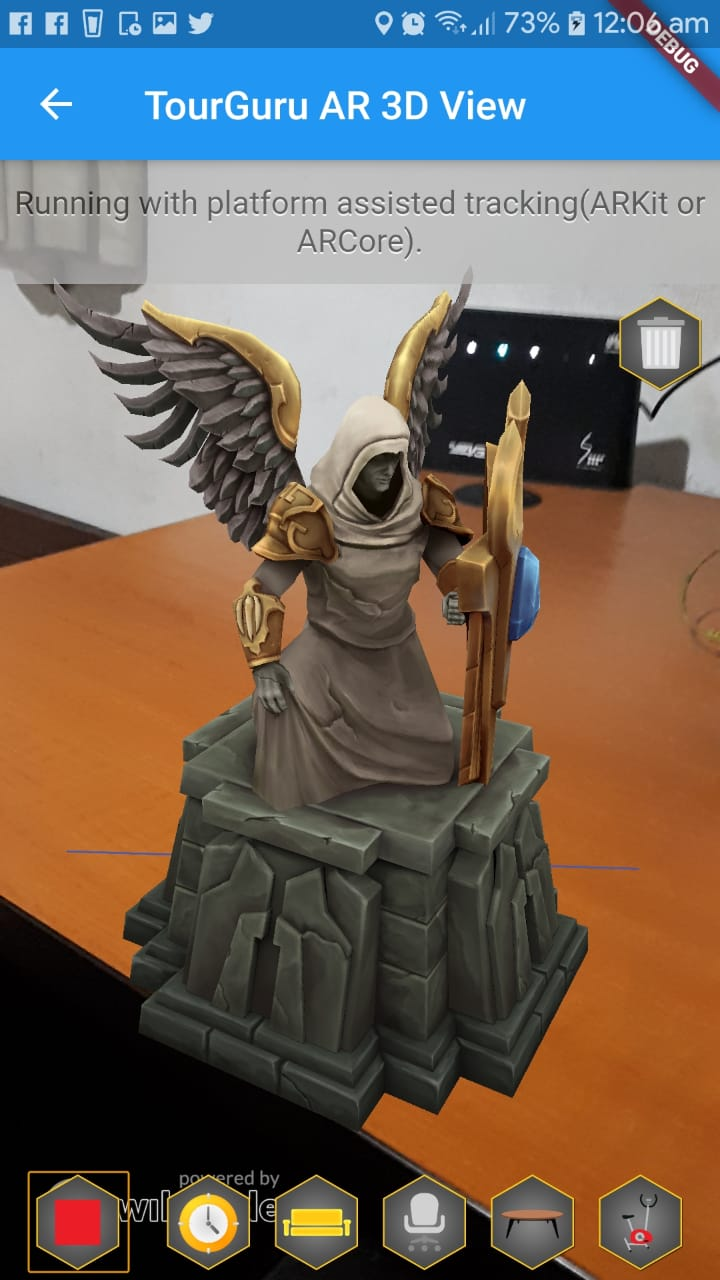 73% 12:06 am
DEBUG
TourGuru AR 3D View
Running with platform assisted tracking(ARKit or
ARCore).
powered by